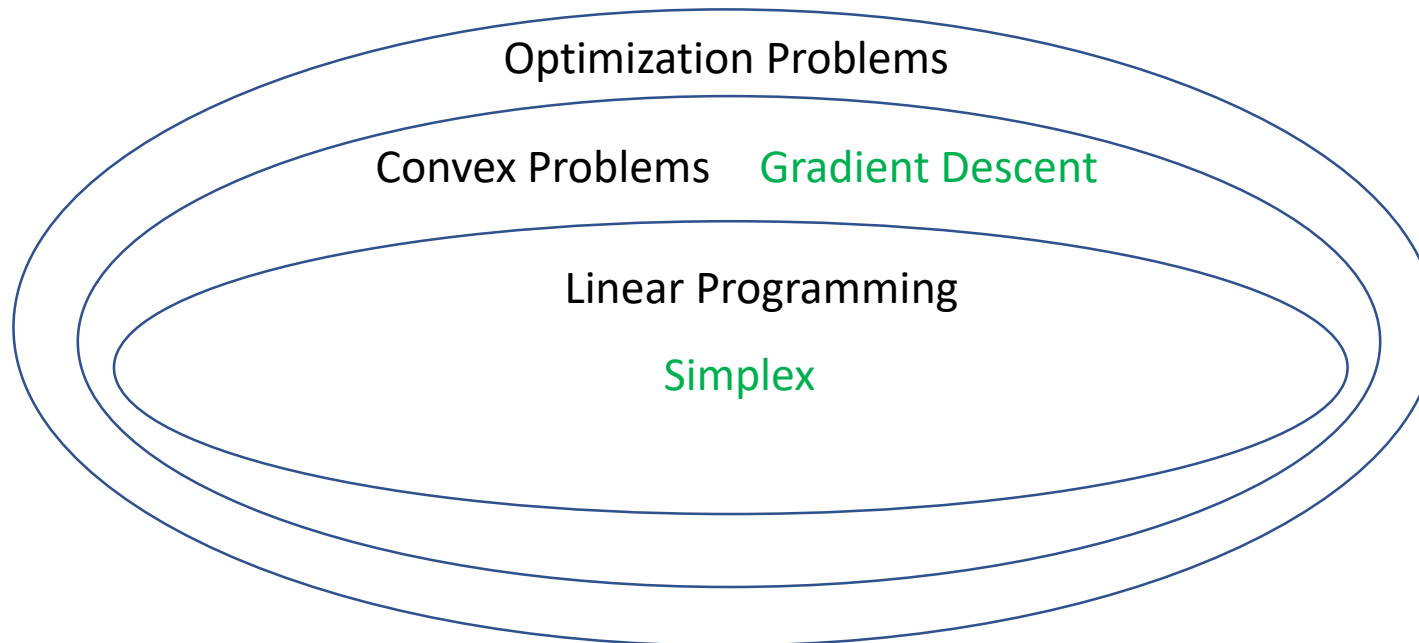 Optimization Problems
Convex Problems Gradient Descent
Linear Programming
Simplex